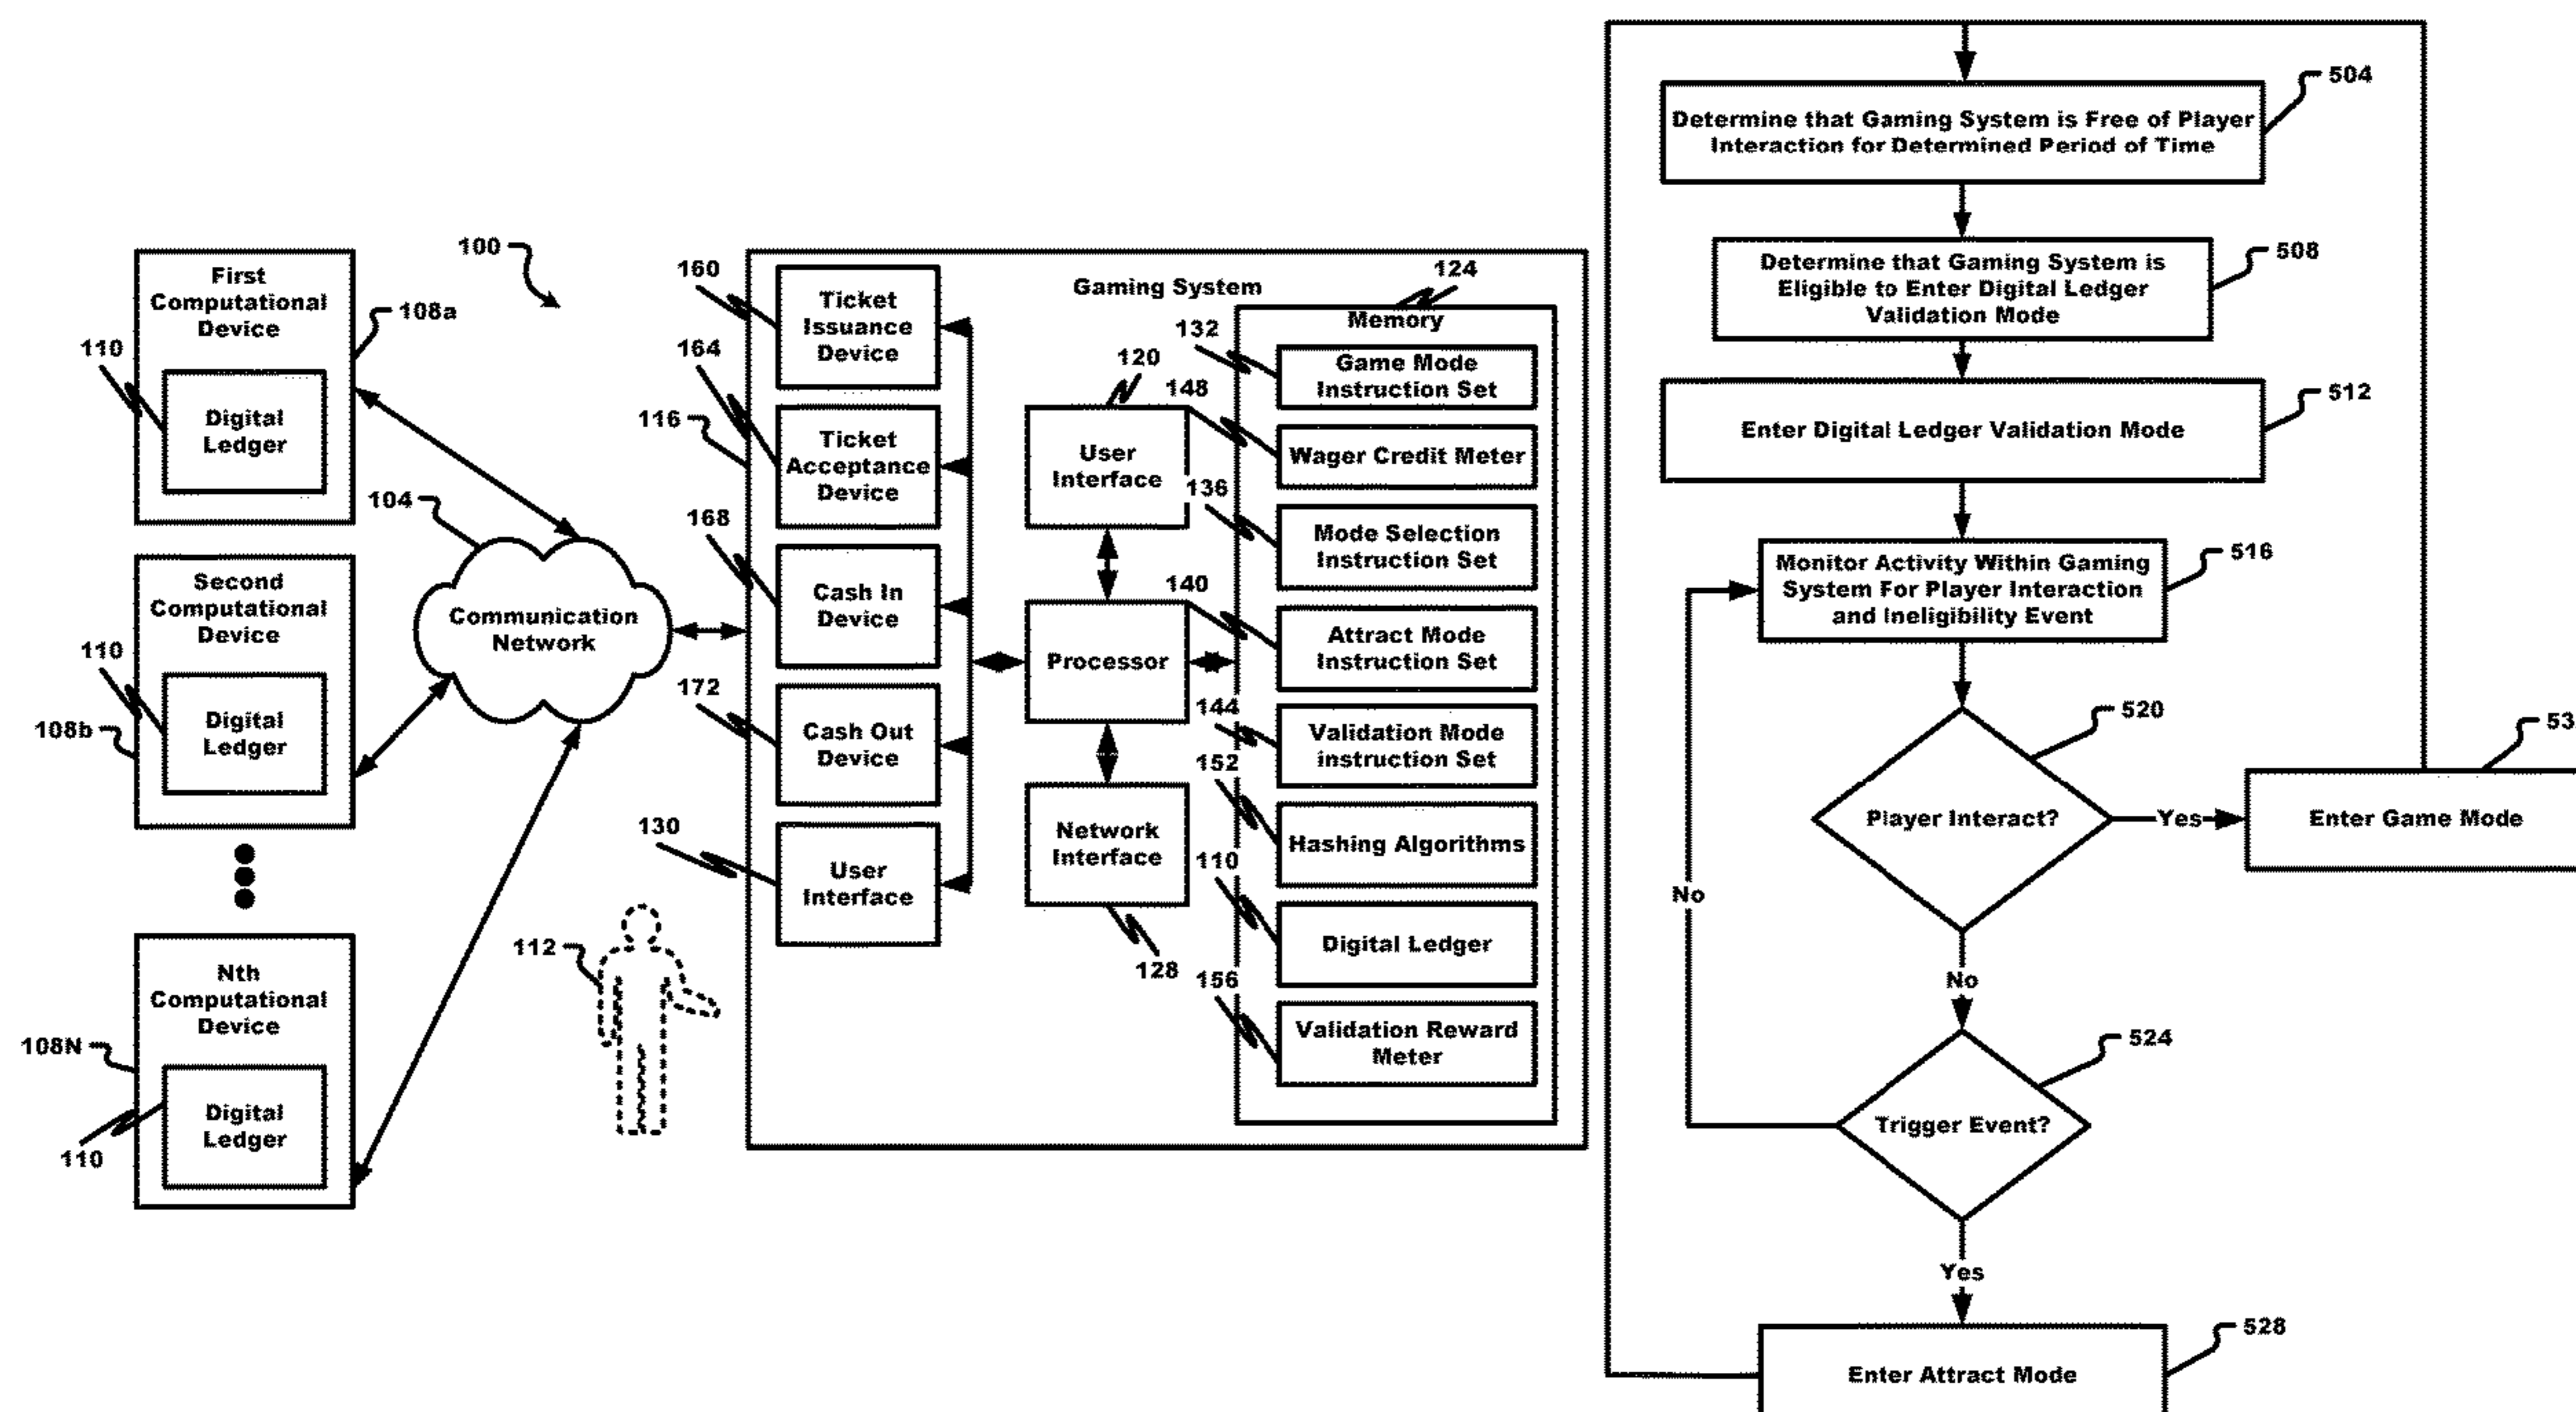 100
First
Computational
Device
108a
110
Digital
Ledger
Second
Computational
Device
110
108b
Digital
Ledger
Nth
Computational
Device
108N
110
Digital
Ledger
104
Communication
Network
112
Gaming System
116
160
Ticket
Issuance
Device
164
Ticket
Acceptance
Device
168
Cash In
Device
172
Cash Out
Device
130
User
Interface
120
User
Interface
Processor
Network
Interface
128
124
Memory
132
Game Mode
Instruction Set
148
Wager Credit Meter
136
Mode Selection
Instruction Set
140
Attract Mode
Instruction Set
144
Validation Mode
instruction Set
152
Hashing Algorithms
110
Digital Ledger
156
Validation Reward
Meter
504
Determine that Gaming System is Free of Player
Interaction for Determined Period of Time
508
Determine that Gaming System is
Eligible to Enter Digital Ledger
Validation Mode
512
Enter Digital Ledger Validation Mode
516
Monitor Activity Within Gaming
System For Player Interaction
and Ineligibility Event
520
Player Interact?
Yes
53
Enter Game Mode
No
No
524
Trigger Event?
Yes
528
Enter Attract Mode